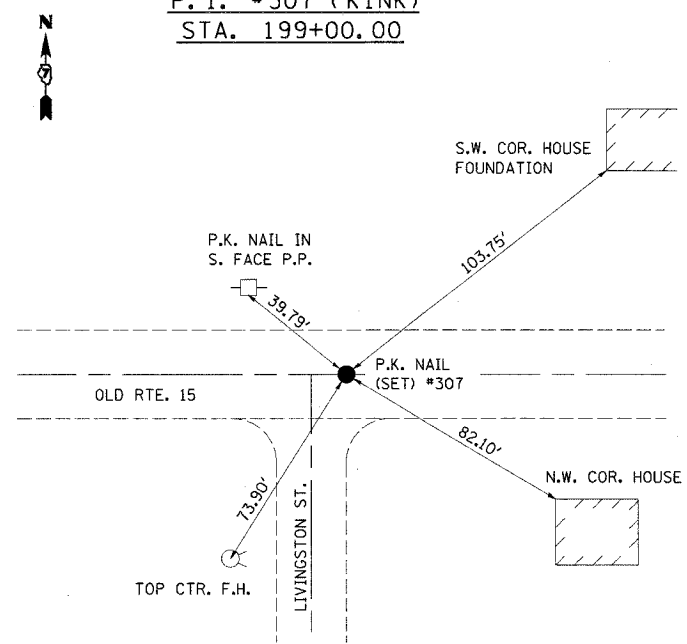 P. I. #307 (KINK)
STA. 199+00.00
N
S.W. COR. HOUSE
FOUNDATION
P.K. NAIL IN
S. FACE P.P.
103.75'
39.79'
P.K. NAIL
(SET) #307
OLD RTE. 15
82.10'
N.W. COR. HOUSE
73.90'
LIVINGSTON ST.
TOP CTR. F.H.